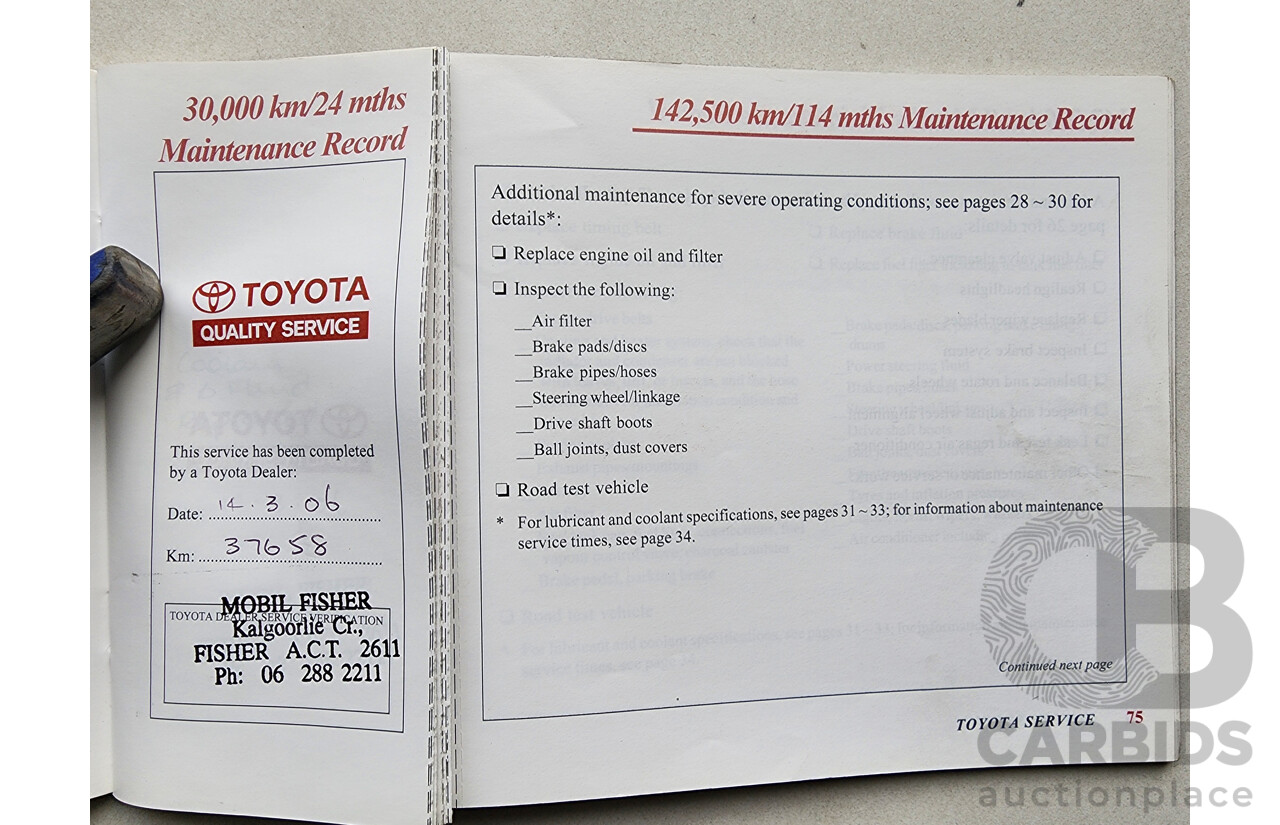 30,000 km/24 mths
Maintenance Record
TOYOTA
QUALITY SERVICE
This service has been completed
by a Toyota Dealer:
Date: 14.3.06
Km: 37658
TOYOTA DEALER SERVICE VERIFICATION
MOBIL FISHER
Kalgoorlie Cr.,
FISHER A.C.T. 2611
Ph: 06 288 2211
142,500 km/114 mths Maintenance Record
Additional maintenance for severe operating conditions; see pages 28 ~ 30 for
details*:
❏ Replace engine oil and filter
❏ Inspect the following:
__Air filter
__Brake pads/discs
__Brake pipes/hoses
__Steering wheel/linkage
__Drive shaft boots
__Ball joints, dust covers
❏ Road test vehicle
* For lubricant and coolant specifications, see pages 31 ~ 33; for information about maintenance
service times, see page 34.
Continued next page
TOYOTA SERVICE 75
CB
CARBIDS
auctionplace